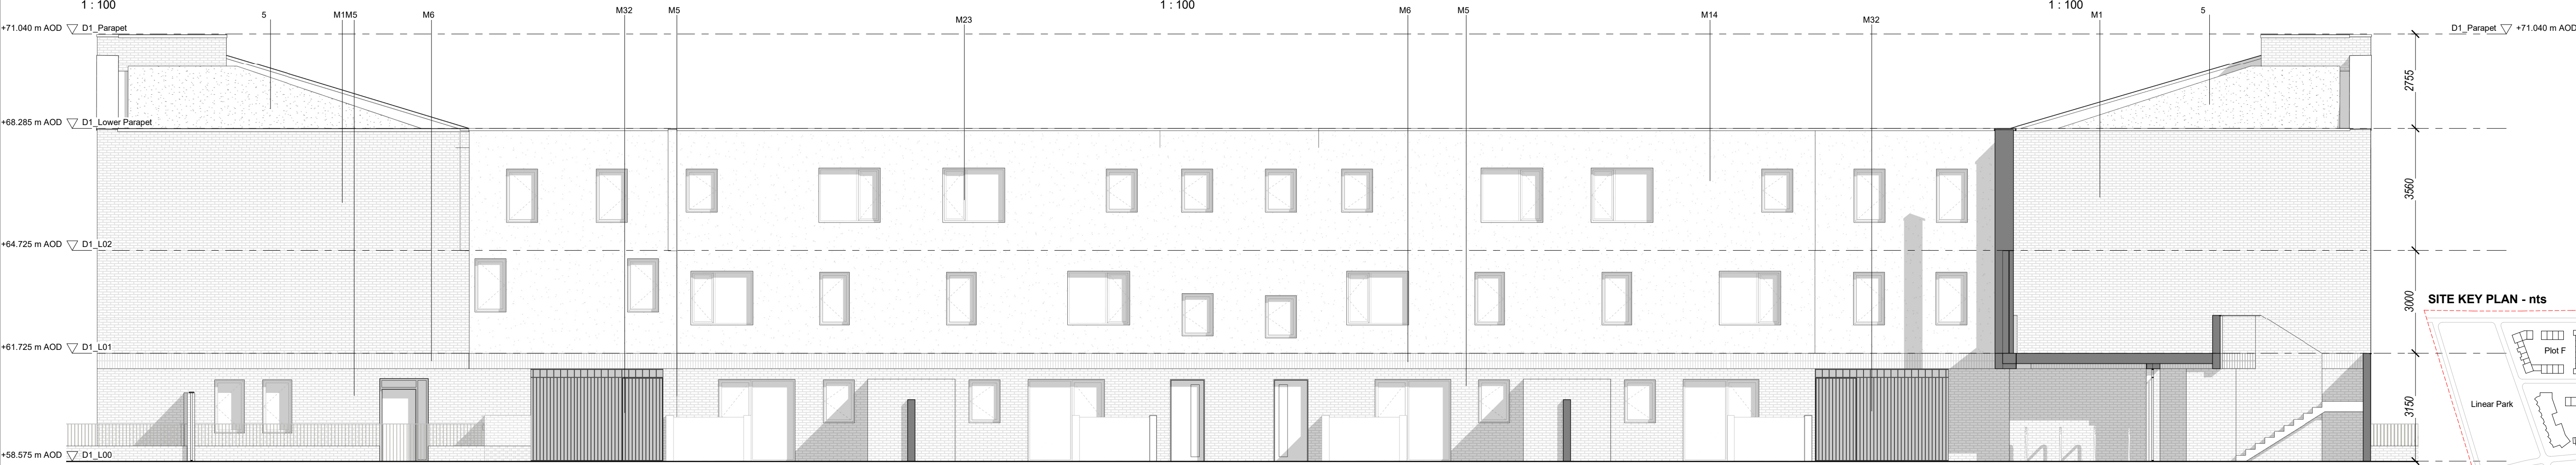 1 : 100
1 : 100
1 : 100
5
M1
M5
M6
M32
M5
M23
M6
M5
M14
M32
M1
5
+71.040 m AOD D1_Parapet
D1_Parapet +71.040 m AOD
2755
+68.285 m AOD D1_Lower Parapet
3560
+64.725 m AOD D1_L02
3000
SITE KEY PLAN - nts
Plot F
+61.725 m AOD D1_L01
Linear Park
3150
+58.575 m AOD D1_L00